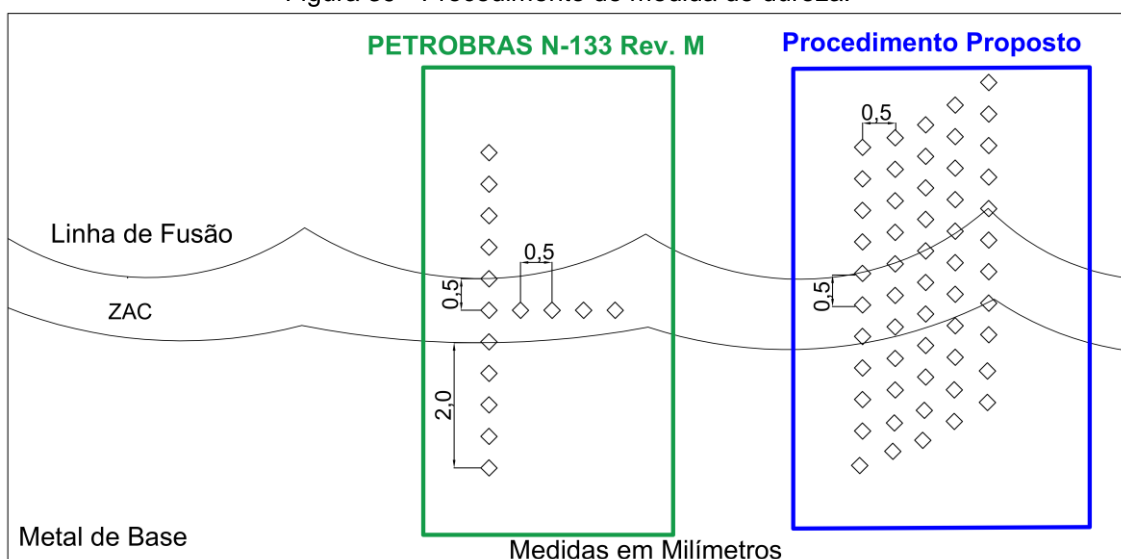 PETROBRAS N-133 Rev. M
Procedimento Proposto
0,5
Linha de Fusão
0,5
0,5
ZAC
0,5
2,0
Metal de Base
Medidas em Milímetros